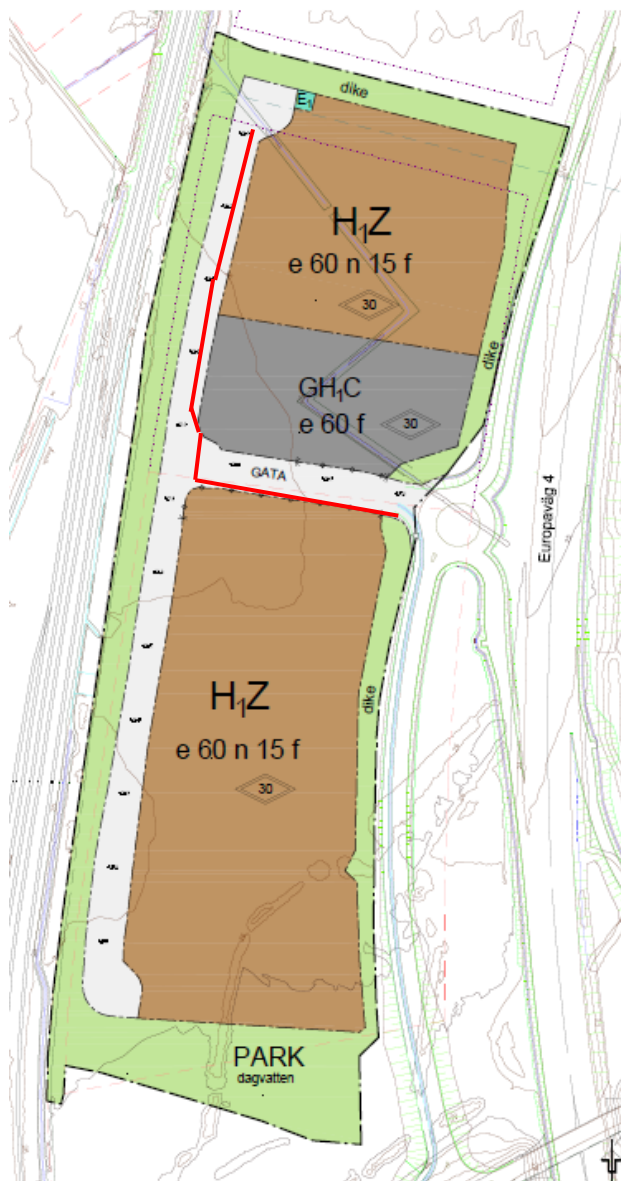 dike
E₁
H₁Z
e 60 n 15 f
30
dike
GH₁C
e 60 f
30
GATA
Europaväg 4
H₁Z
e 60 n 15 f
30
dike
PARK
dagvatten